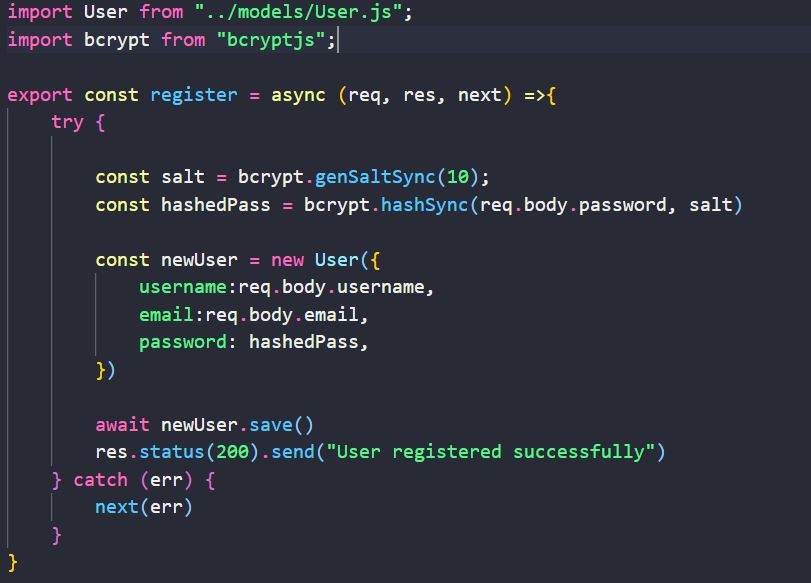 import User from "../models/User.js";
import bcrypt from "bcryptjs";
export const register = async (req, res, next) =>{
try {
const salt = bcrypt.genSaltSync(10);
const hashedPass = bcrypt.hashSync(req.body.password, salt)
const newUser = new User({
username:req.body.username,
email:req.body.email,
password: hashedPass,
})
await newUser.save()
res.status(200).send("User registered successfully")
} catch (err) {
next(err)
}
}